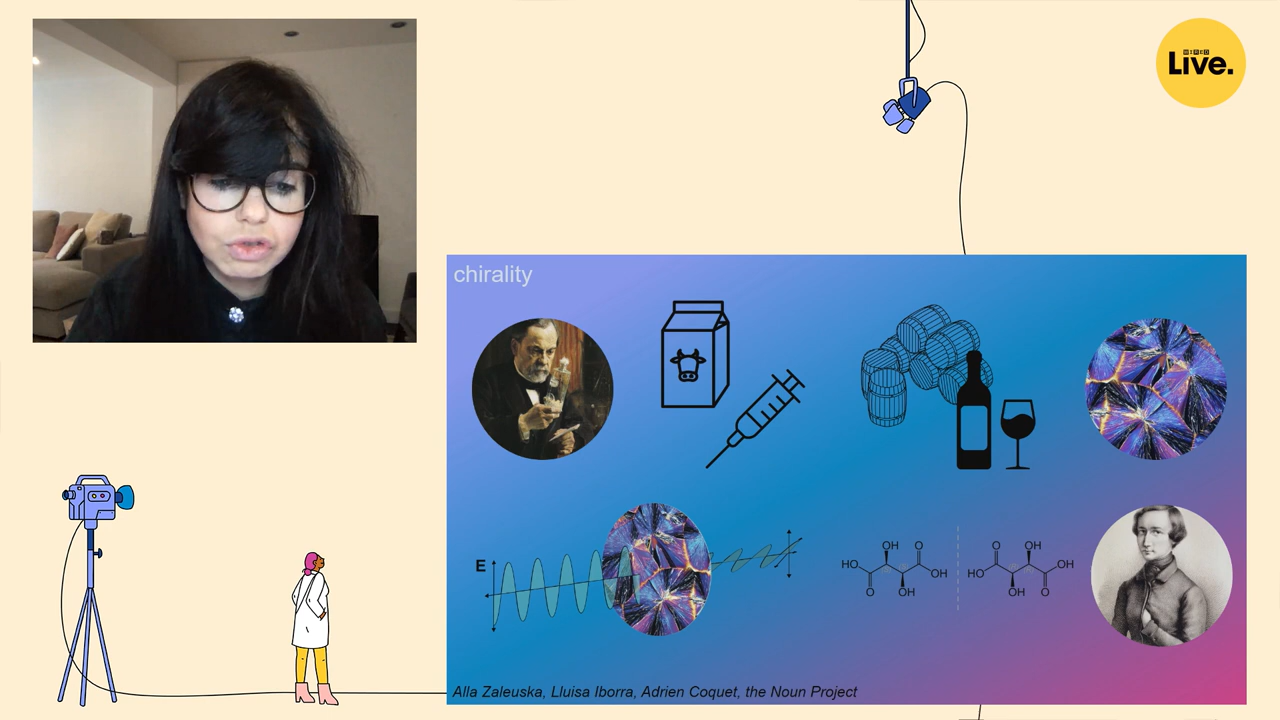 WIRED
Live.
chirality
E
OH
O
HO
OH
O
OH
O
OH
HO
OH
OH
O
Alla Zaleuska, Lluisa Iborra, Adrien Coquet, the Noun Project